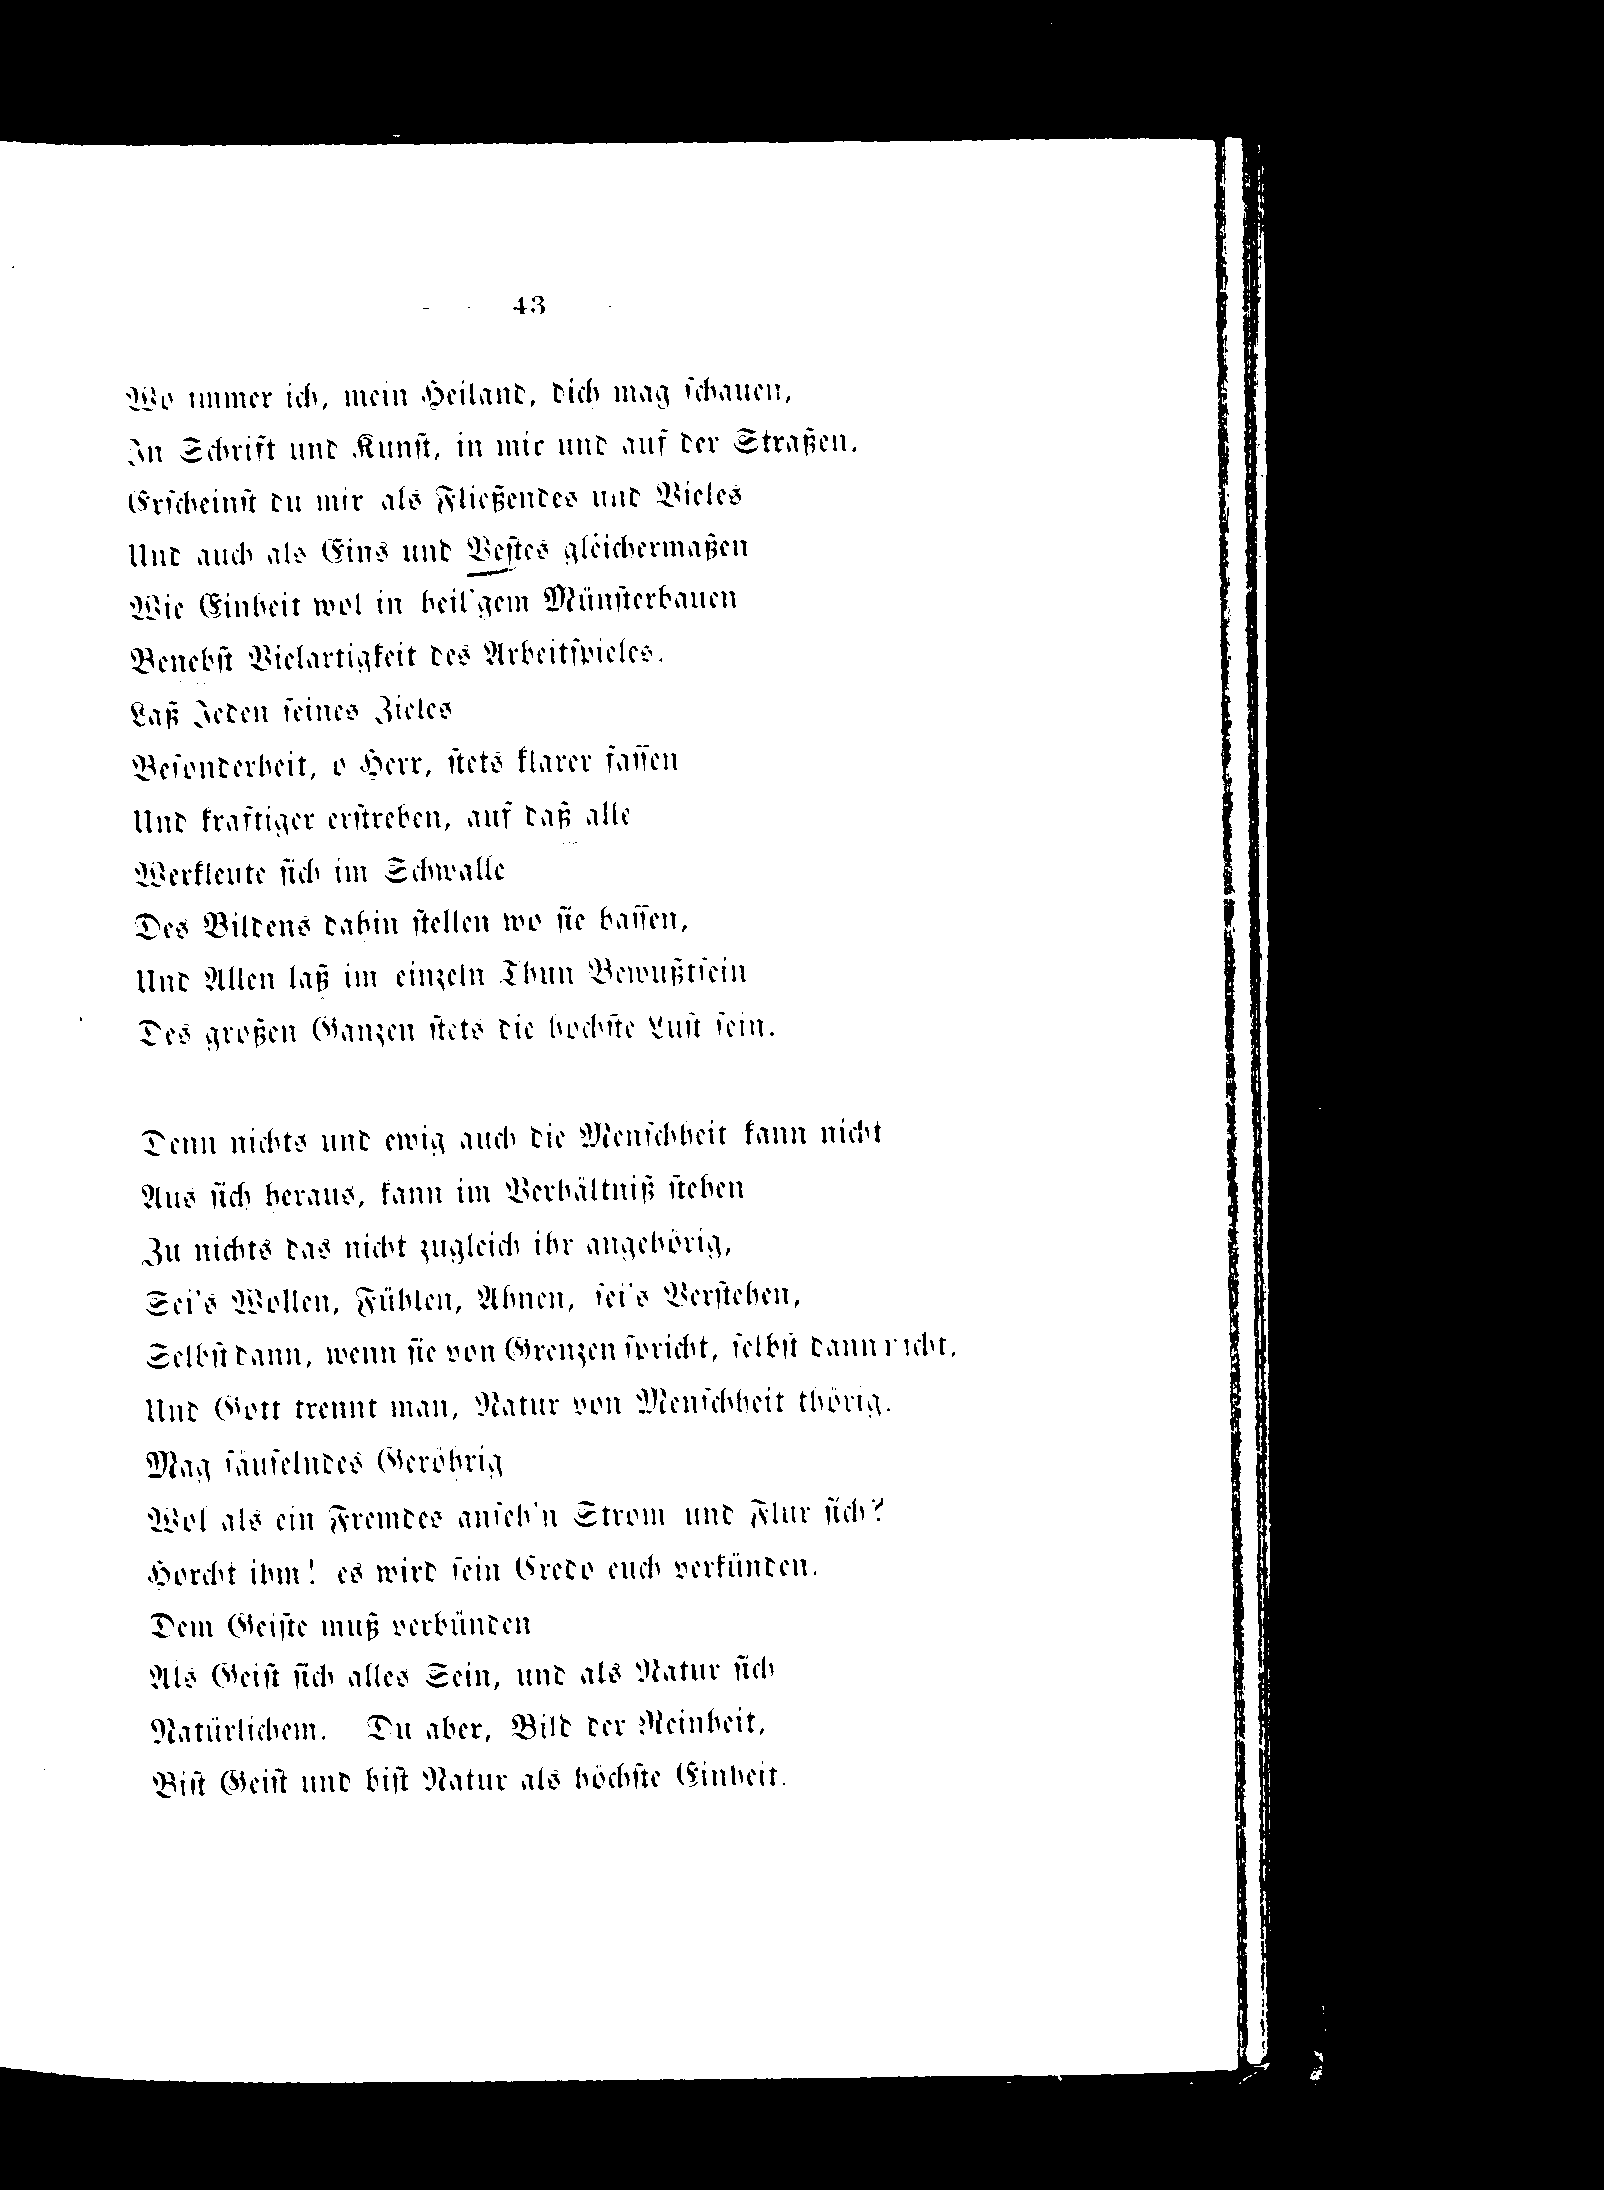 43
Wo immer ich, mein Heiland, dich mag schauen,
In Schrift und Kunst, in mir und auf der Straßen,
Erscheinst du mir als Fließendes und Vieles
Und auch als Eins und Vestes gleichermaßen
Wie Einheit wol in heil'gem Münsterbauen
Benebst Vielartigkeit des Arbeitspieles.
Laß Jeden seines Zieles
Besonderheit, o Herr, stets klarer fassen
Und kräftiger erstreben, auf daß alle
Werkleute sich im Schwalle
Des Bildens dahin stellen wo sie passen,
Und Allen laß im einzeln Thun Bewußtsein
Des großen Ganzen stets die höchste Lust sein.
Denn nichts und ewig auch die Menschheit kann nicht
Aus sich heraus, kann im Verhältniß stehen
Zu nichts das nicht zugleich ihr angehörig,
Sei's Wollen, Fühlen, Ahnen, sei's Verstehen,
Selbst dann, wenn sie von Grenzen spricht, selbst dann nicht,
Und Gott trennt man, Natur von Menschheit thörig.
Mag säuselndes Geröhrig
Wol als ein Fremdes anseh'n Strom und Flur sich?
Horcht ihm! es wird sein Credo euch verkünden.
Dem Geiste muß verbünden
Als Geist sich alles Sein, und als Natur sich
Natürlichem. Du aber, Bild der Reinheit,
Bist Geist und bist Natur als höchste Einheit.